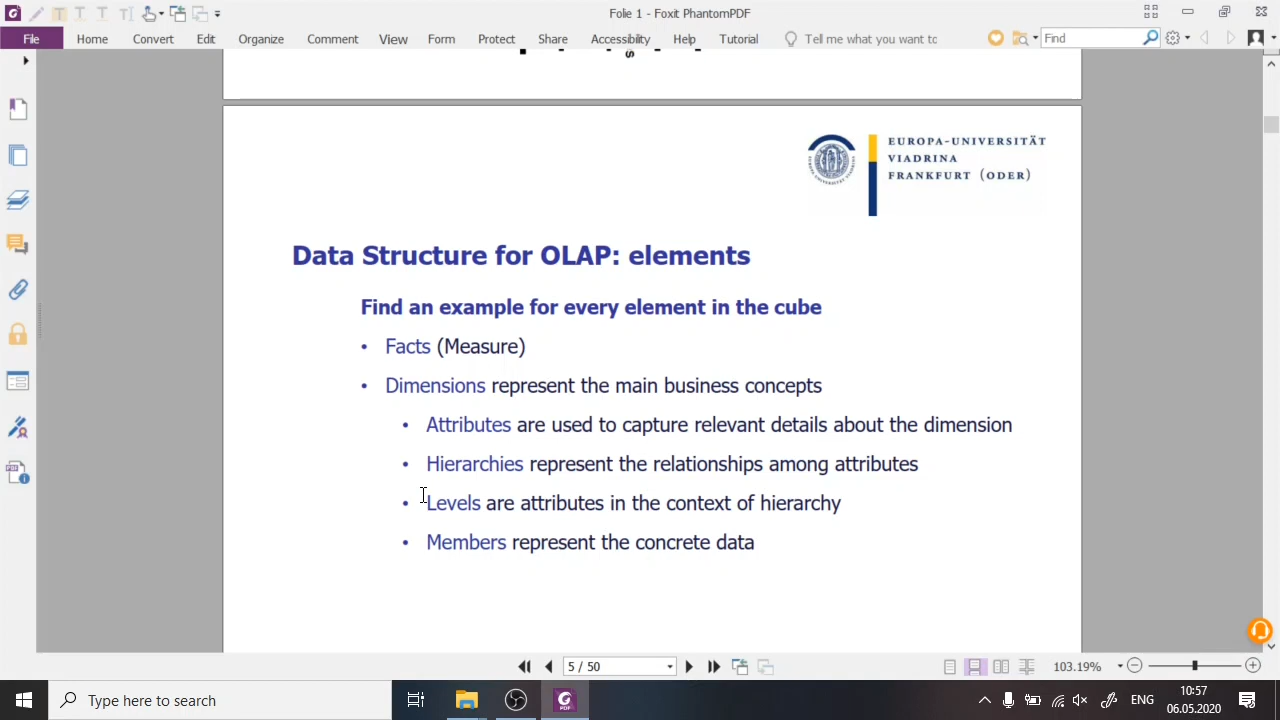 Folie 1 - Foxit PhantomPDF
File Home Convert Edit Organize Comment View Form Protect Share Accessibility Help Tutorial Tell me what you want to Find
EUROPA-UNIVERSITÄT
VIADRINA
FRANKFURT (ODER)
Data Structure for OLAP: elements
Find an example for every element in the cube
• Facts (Measure)
• Dimensions represent the main business concepts
• Attributes are used to capture relevant details about the dimension
• Hierarchies represent the relationships among attributes
• Levels are attributes in the context of hierarchy
• Members represent the concrete data
5 / 50 103.19%
Type here to search
ENG
10:57
06.05.2020